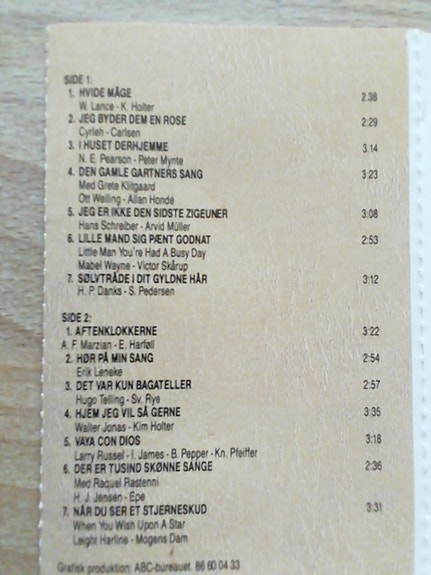 SIDE 1:
1. HVIDE MÅGE 2:38
W. Lance - K. Holter
2. JEG BYDER DEM EN ROSE 2:29
Cyrleh - Carlsen
3. I HUSET DERHJEMME 3.14
N. E. Pearson - Peter Mynte
4. DEN GAMLE GARTNERS SANG 3:23
Med Grete Klitgaard
Ott Welling - Allan Hondé
5. JEG ER IKKE DEN SIDSTE ZIGEUNER 3:08
Hans Schreiber - Arvid Müller
6. LILLE MAND SIG PÆNT GODNAT 2:53
Little Man You're Had A Busy Day
Mabel Wayne - Victor Skårup
7. SØLVTRÅDE I DIT GYLDNE HÅR 3:12
H. P. Danks - S. Pedersen
SIDE 2:
1. AFTENKLOKKERNE 3:22
A. F. Marzian - E. Harføll
2. HØR PÅ MIN SANG 2:54
Erik Leneke
3. DET VAR KUN BAGATELLER 2:57
Hugo Telling - Sv. Rye
4. HJEM JEG VIL SÅ GERNE 3:35
Walter Jonas - Kim Holter
5. VAYA CON DIOS 3:18
Larry Russel - I. James - B. Pepper - Kn. Pfeiffer
6. DER ER TUSIND SKØNNE SANGE 2:36
Med Raquel Rastenni
H. J. Jensen - Epe
7. NÅR DU SER ET STJERNESKUD 3:31
When You Wish Upon A Star
Leight Harline - Mogens Dam
Grafisk produktion: ABC-bureauet. 86 60 04 33